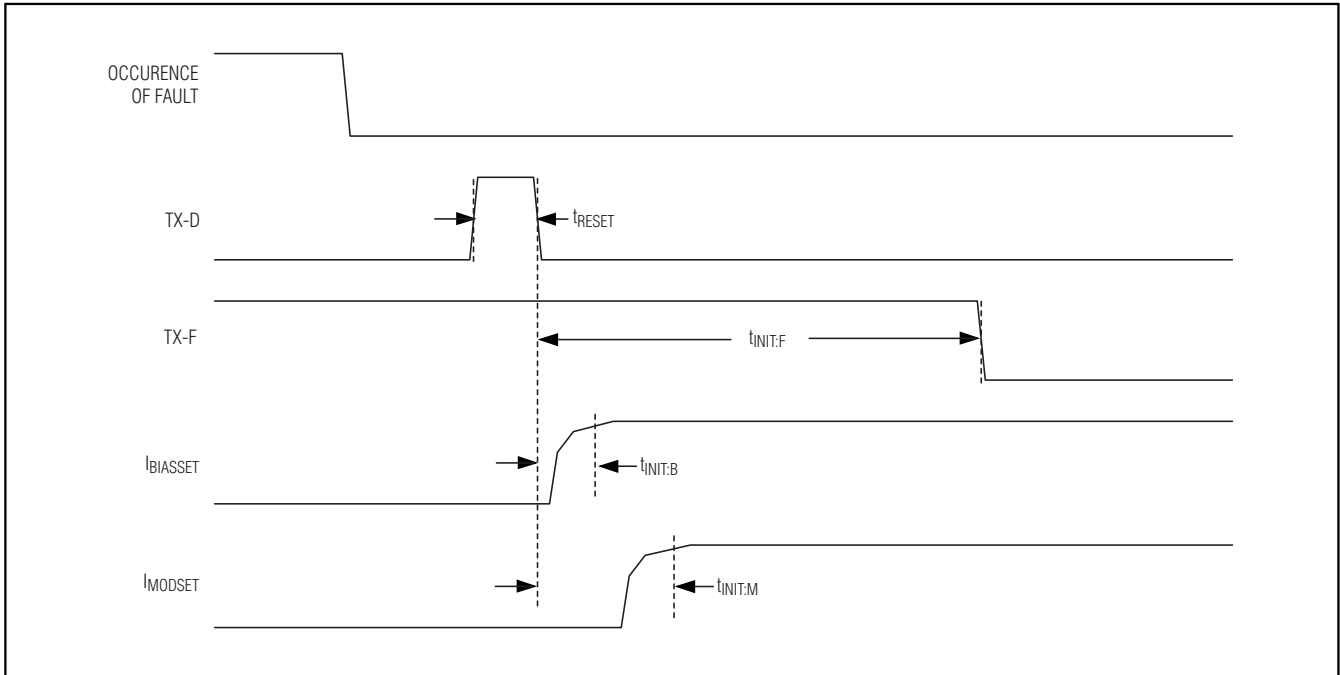 OCCURENCE
OF FAULT
TX-D
tRESET
TX-F
tINIT:F
IBIASSET
tINIT:B
IMODSET
tINIT:M